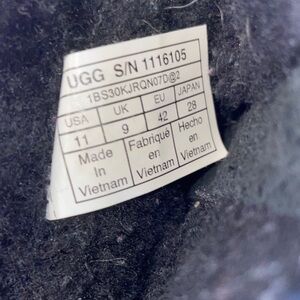 UGG S/N 1116105
1BS30KJRQN07D@2
USA UK EU JAPAN
11 9 42 28
Made In Vietnam Fabriqué en Vietnam Hecho en Vietnam